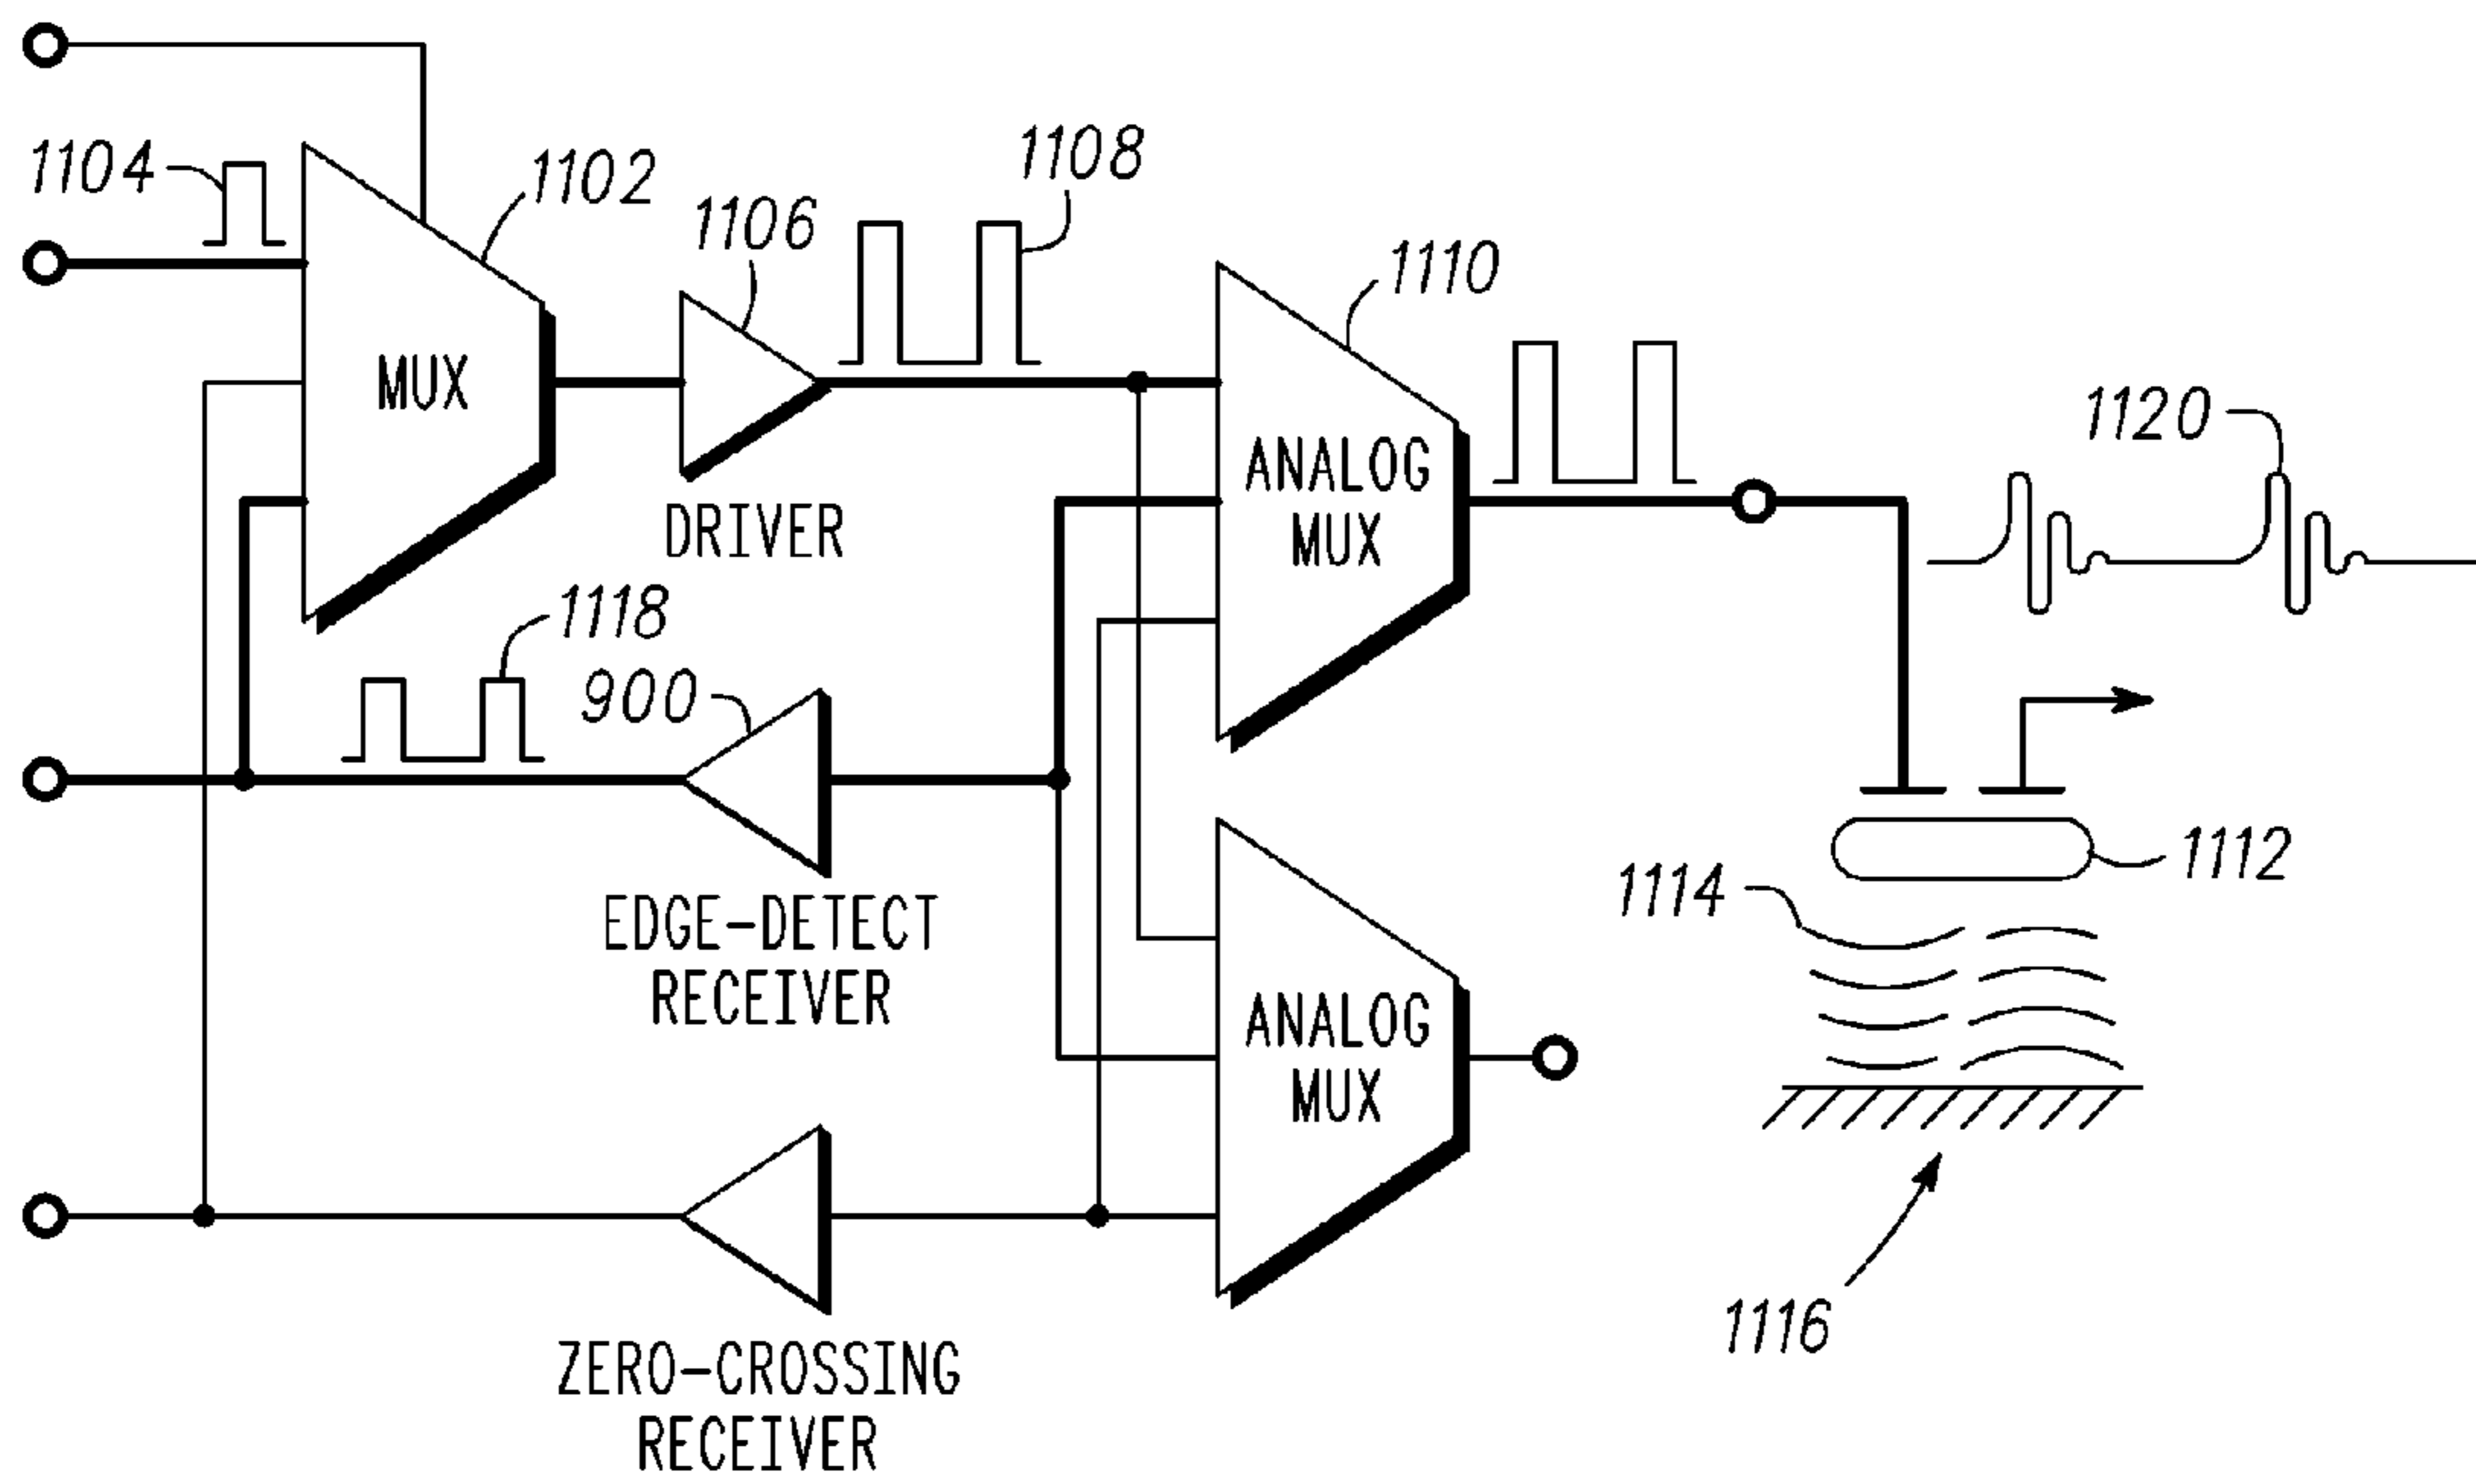 1104
1102
1106
1108
1110
1120
MUX
DRIVER
ANALOG
MUX
1118
900
EDGE-DETECT
RECEIVER
1112
1114
ANALOG
MUX
ZERO-CROSSING
RECEIVER
1116